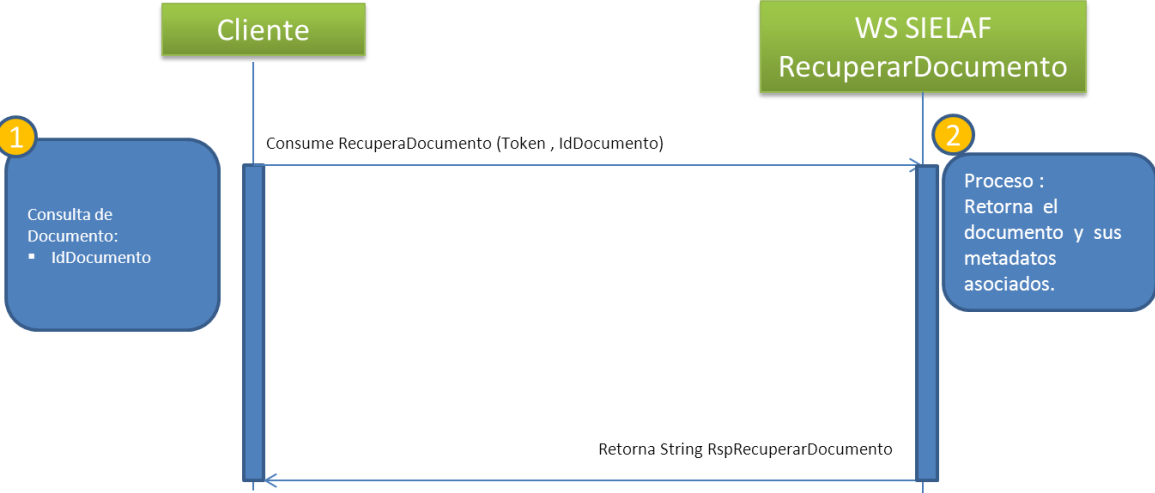 Cliente
WS SIELAF
RecuperarDocumento
1
Consume RecuperaDocumento (Token , IdDocumento)
2
Consulta de
Documento:
▪ IdDocumento
Proceso :
Retorna el
documento y sus
metadatos
asociados.
Retorna String RspRecuperarDocumento